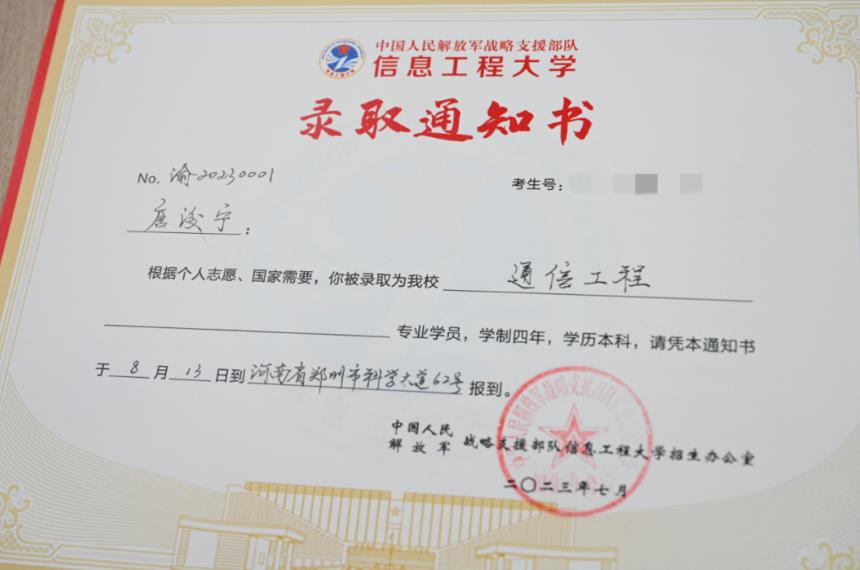 中国人民解放军战略支援部队
信息工程大学
录取通知书
No. 渝20230001
考生号：
唐浚宁：
根据个人志愿、国家需要，你被录取为我校 通信工程
专业学员，学制四年，学历本科，请凭本通知书
于 8 月 13 日到 河南省郑州市科学大道62号 报到。
中国人民
解放军 战略支援部队信息工程大学招生办公室
二〇二三年七月